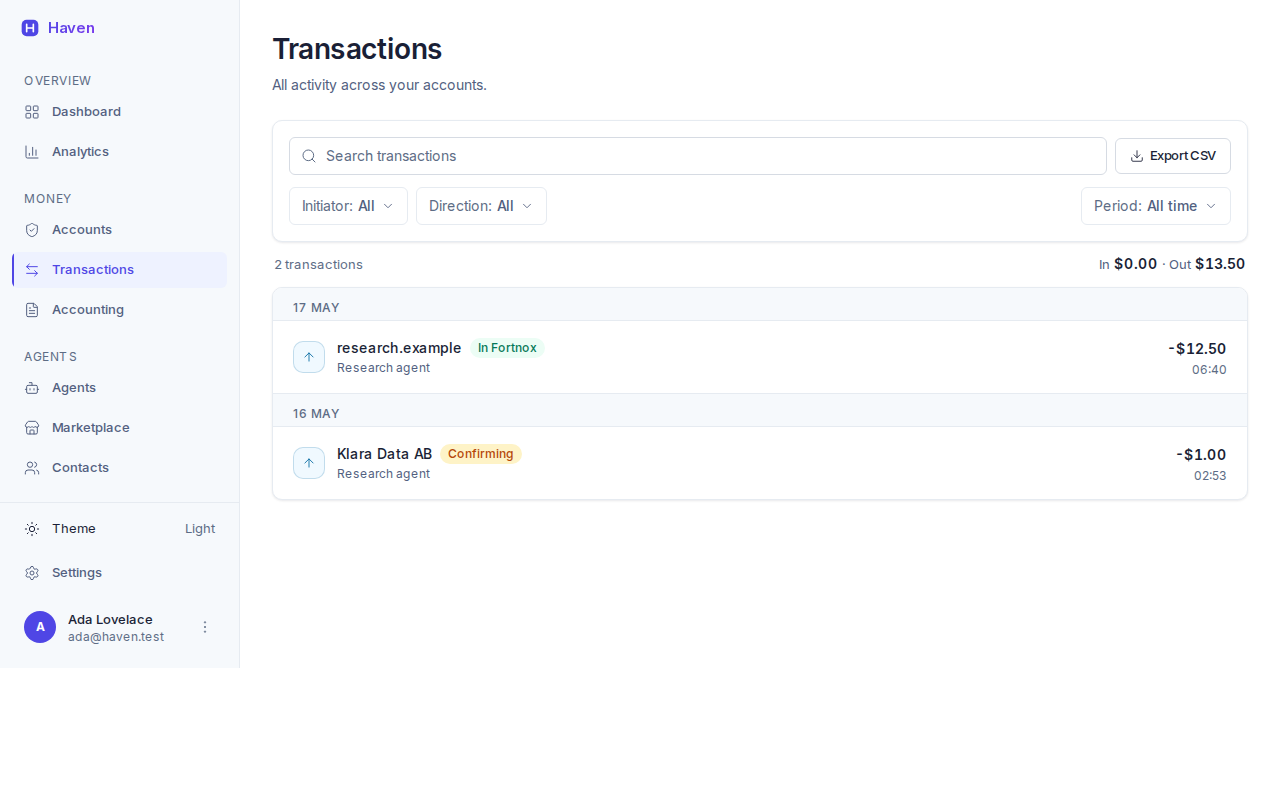 Haven
OVERVIEW
Dashboard
Analytics
MONEY
Accounts
Transactions
Accounting
AGENTS
Agents
Marketplace
Contacts
Theme Light
Settings
A
Ada Lovelace
ada@haven.test
Transactions
All activity across your accounts.
Search transactions
Export CSV
Initiator: All
Direction: All
Period: All time
2 transactions
In $0.00 · Out $13.50
17 MAY
research.example In Fortnox
Research agent
-$12.50
06:40
16 MAY
Klara Data AB Confirming
Research agent
-$1.00
02:53